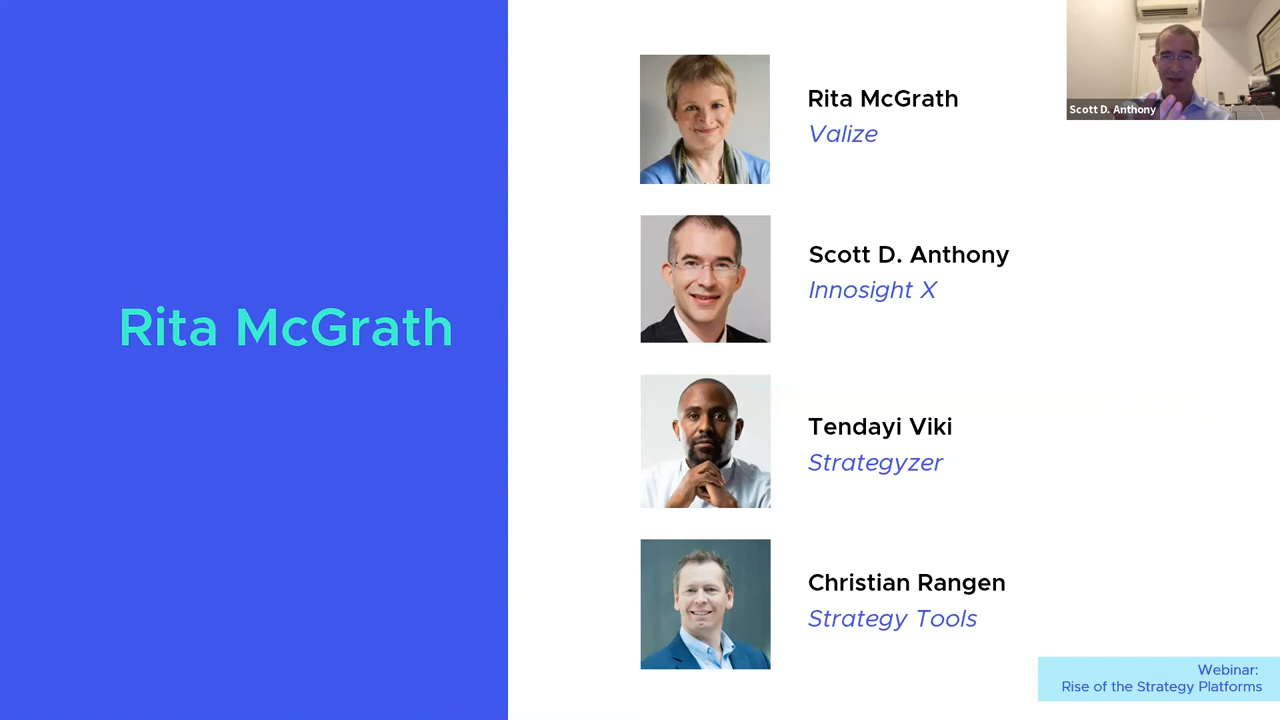 Rita McGrath
Rita McGrath
Valize
Scott D. Anthony
Innosight X
Tendayi Viki
Strategyzer
Christian Rangen
Strategy Tools
Scott D. Anthony
Webinar:
Rise of the Strategy Platforms